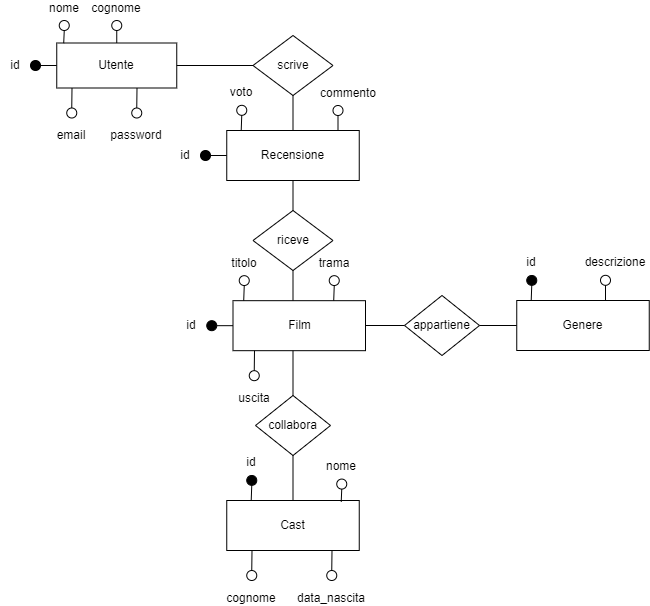 nome
cognome
id
Utente
scrive
email
password
voto
commento
id
Recensione
riceve
titolo
trama
id
descrizione
id
Film
appartiene
Genere
uscita
collabora
id
nome
Cast
cognome
data_nascita